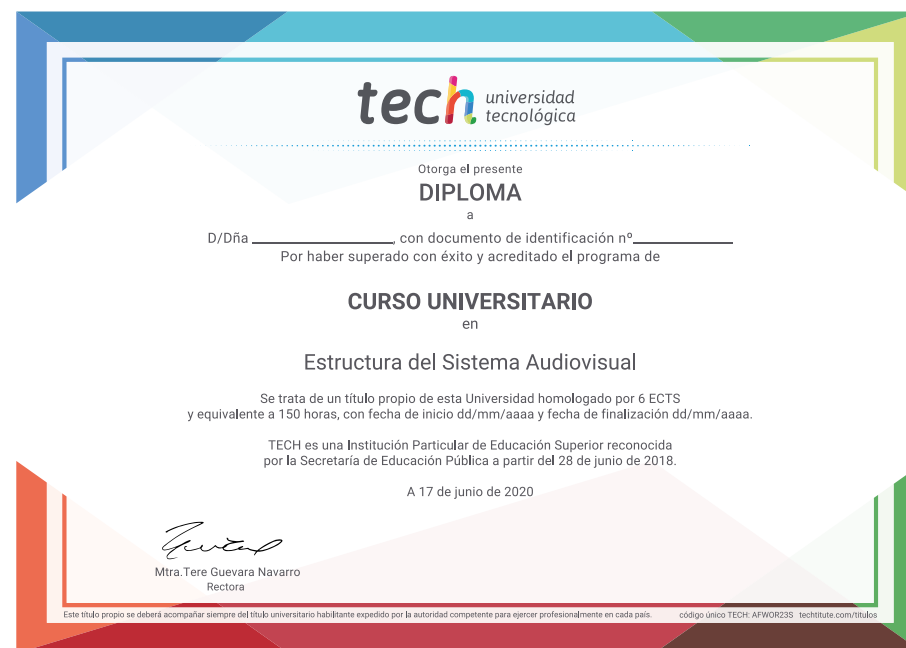 tech universidad
tecnológica
Otorga el presente
DIPLOMA
a
D/Dña ____________________, con documento de identificación nº______________
Por haber superado con éxito y acreditado el programa de
CURSO UNIVERSITARIO
en
Estructura del Sistema Audiovisual
Se trata de un título propio de esta Universidad homologado por 6 ECTS
y equivalente a 150 horas, con fecha de inicio dd/mm/aaaa y fecha de finalización dd/mm/aaaa.
TECH es una Institución Particular de Educación Superior reconocida
por la Secretaría de Educación Pública a partir del 28 de junio de 2018.
A 17 de junio de 2020
Mtra.Tere Guevara Navarro
Rectora
Este título propio se deberá acompañar siempre del título universitario habilitante expedido por la autoridad competente para ejercer profesionalmente en cada país. código único TECH: AFWOR23S techtitute.com/titulos